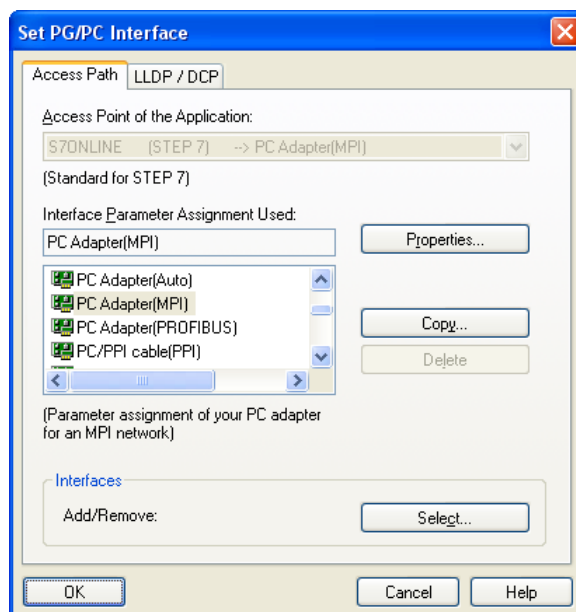 Set PG/PC Interface
Access Path
LLDP / DCP
Access Point of the Application:
S7ONLINE (STEP 7) --> PC Adapter(MPI)
(Standard for STEP 7)
Interface Parameter Assignment Used:
PC Adapter(MPI)
Properties...
PC Adapter(Auto)
PC Adapter(MPI)
PC Adapter(PROFIBUS)
PC/PPI cable(PPI)
Copy...
Delete
(Parameter assignment of your PC adapter
for an MPI network)
Interfaces
Add/Remove:
Select...
OK
Cancel
Help